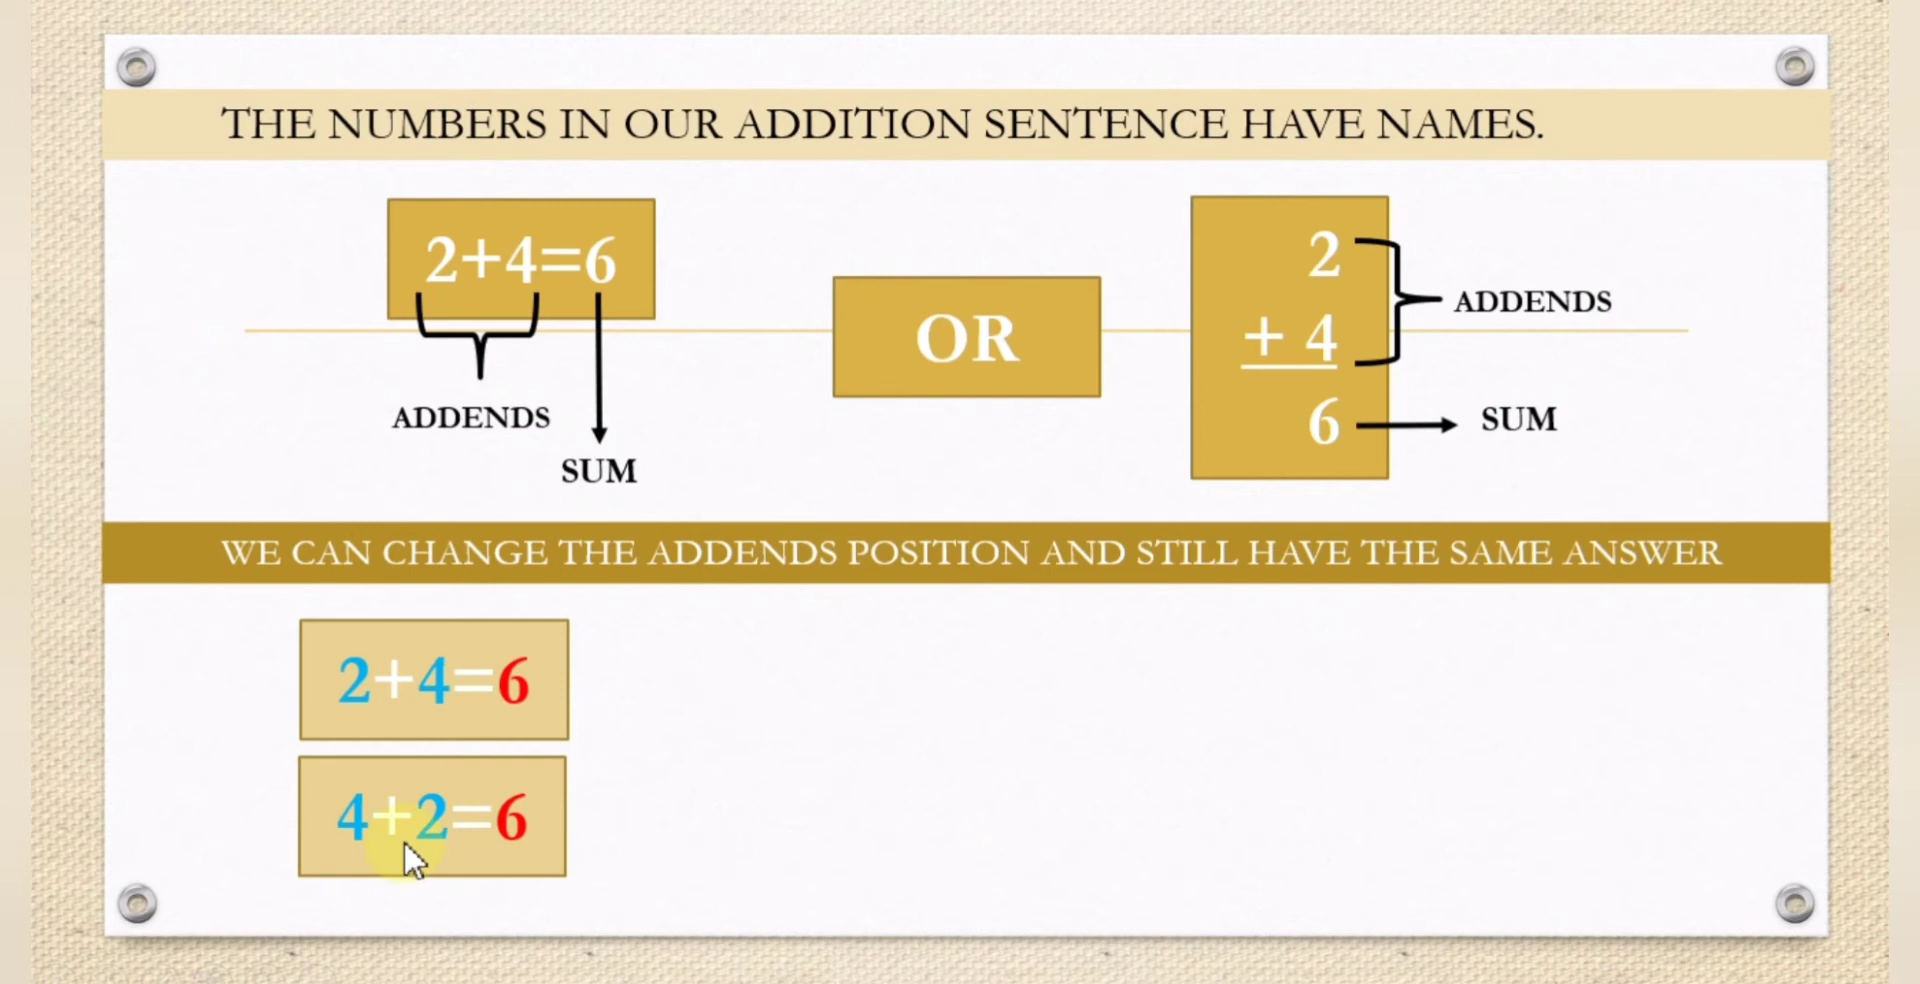 THE NUMBERS IN OUR ADDITION SENTENCE HAVE NAMES.
2+4=6
ADDENDS
SUM
OR
2
+ 4
6
ADDENDS
SUM
WE CAN CHANGE THE ADDENDS POSITION AND STILL HAVE THE SAME ANSWER
2+4=6
4+2=6